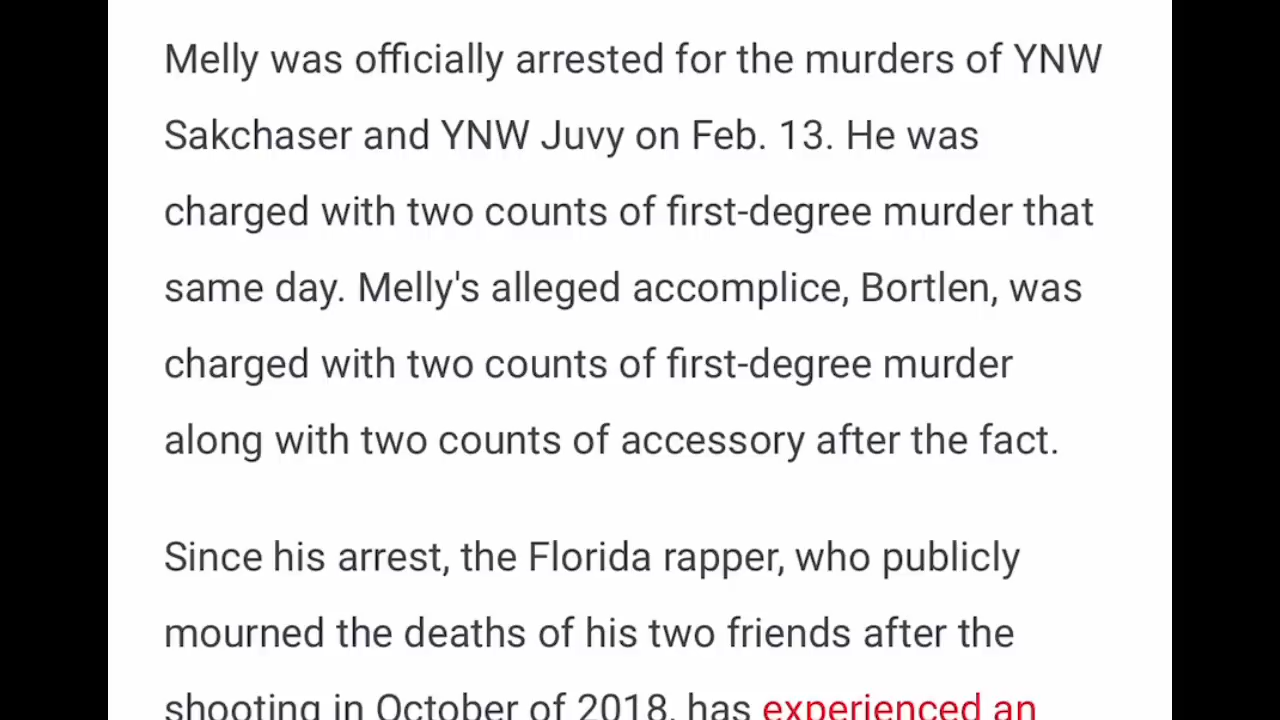 Melly was officially arrested for the murders of YNW
Sakchaser and YNW Juvy on Feb. 13. He was
charged with two counts of first-degree murder that
same day. Melly's alleged accomplice, Bortlen, was
charged with two counts of first-degree murder
along with two counts of accessory after the fact.
Since his arrest, the Florida rapper, who publicly
mourned the deaths of his two friends after the
shooting in October of 2018, has experienced an